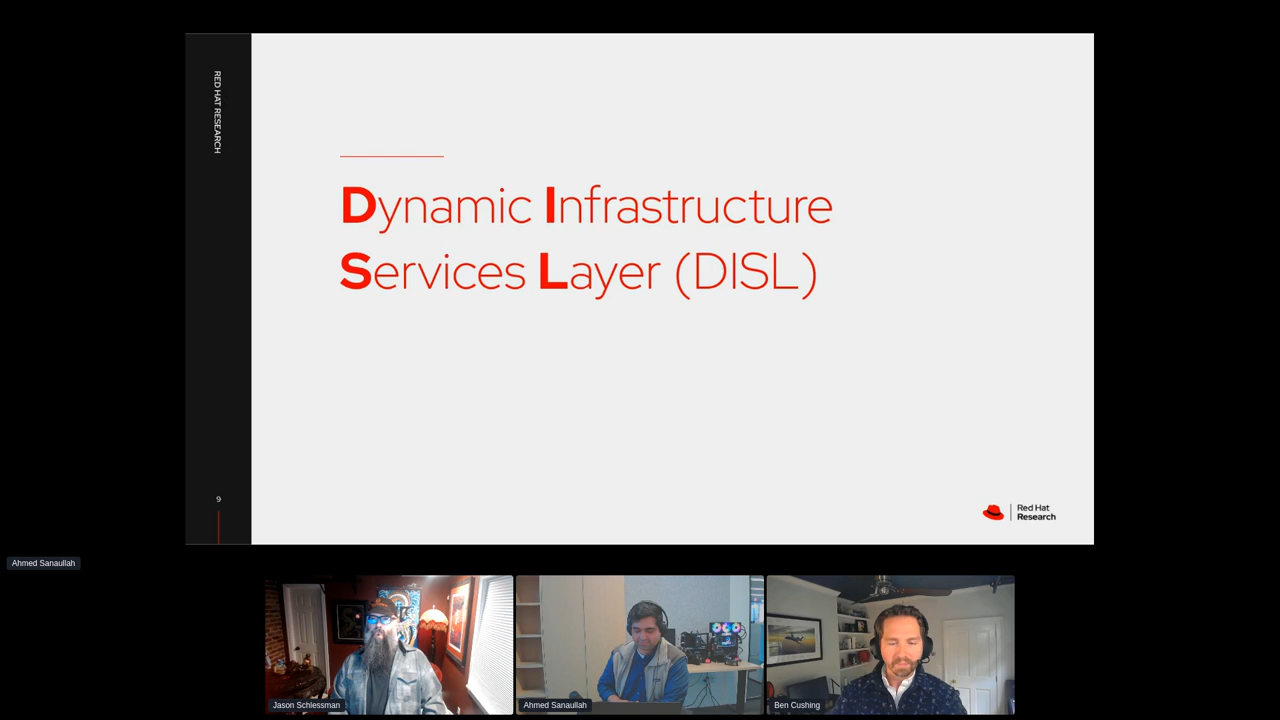 RED HAT RESEARCH
Dynamic Infrastructure
Services Layer (DISL)
9
Red Hat
Research
Ahmed Sanaullah
Jason Schlessman
Ahmed Sanaullah
Ben Cushing